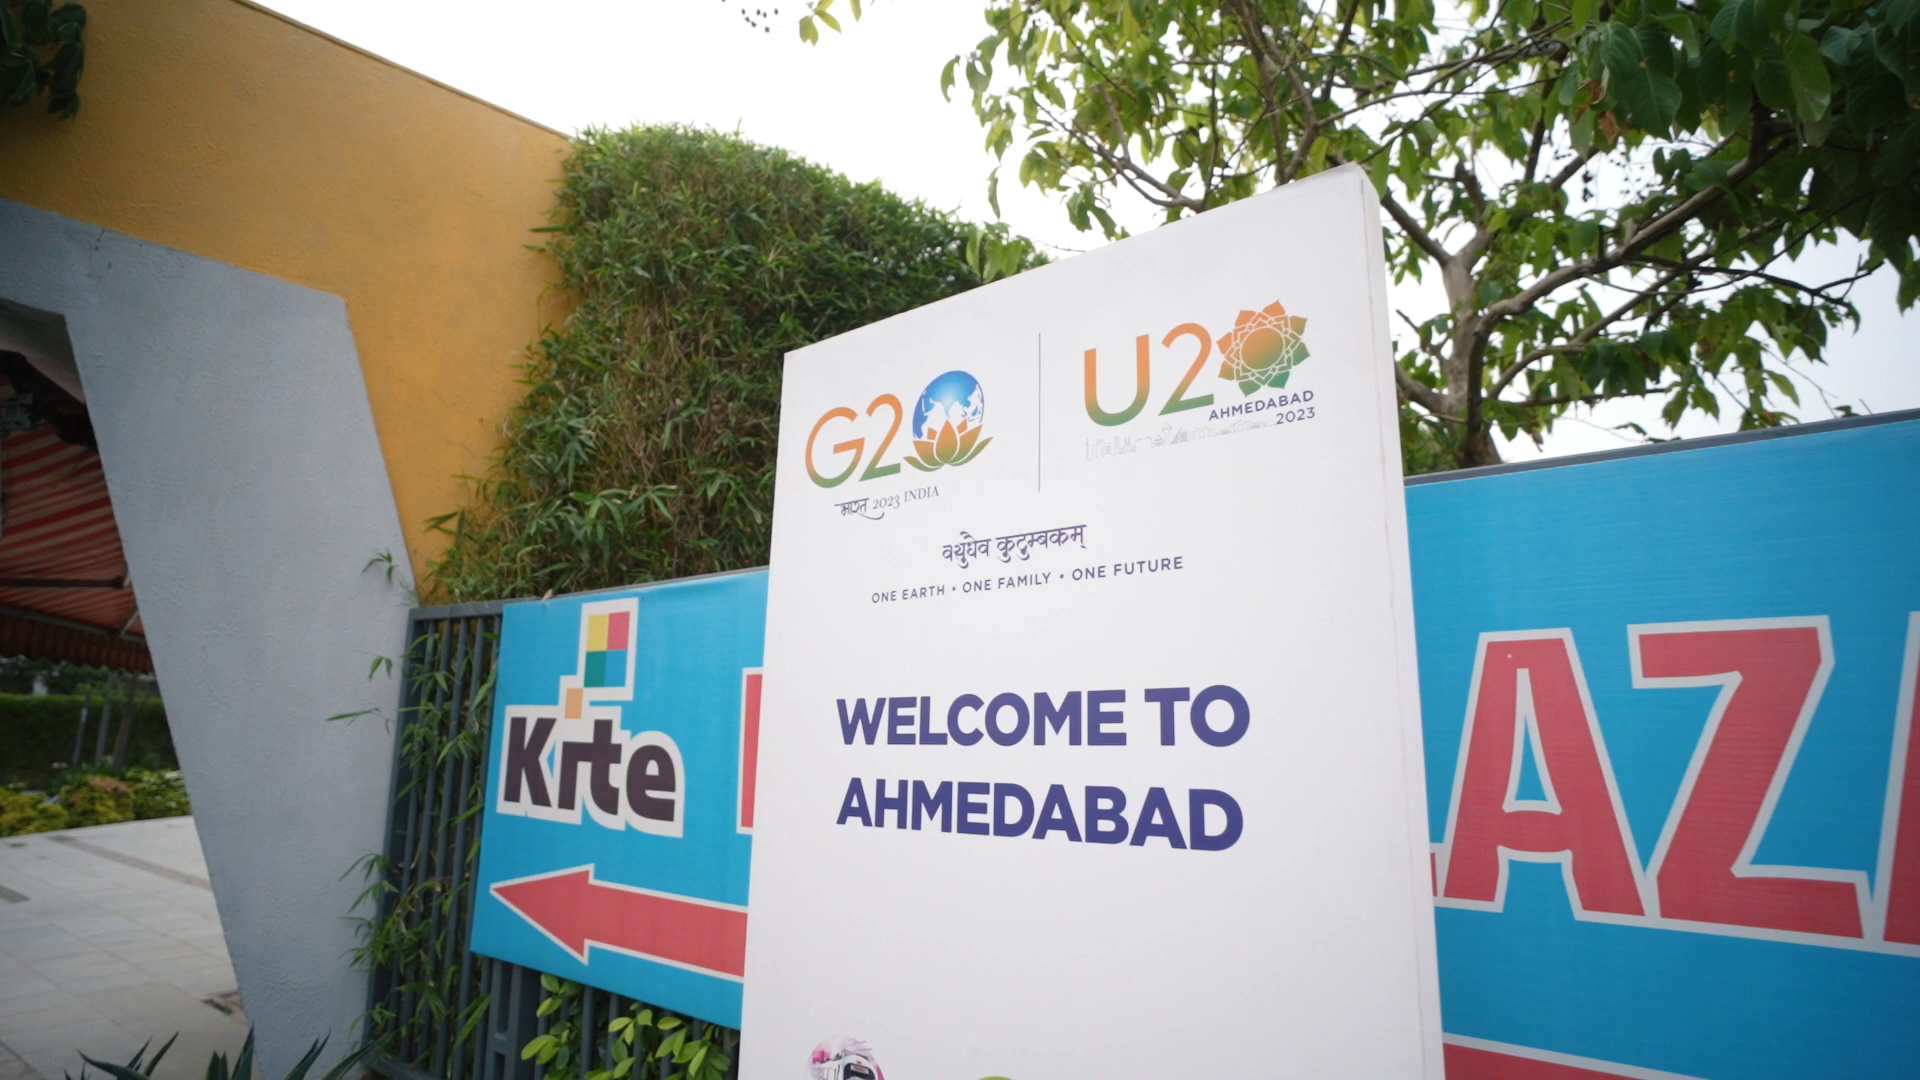 G20
भारत 2023 INDIA
U20
AHMEDABAD
2023
वसुधैव कुटुम्बकम्
ONE EARTH • ONE FAMILY • ONE FUTURE
WELCOME TO
AHMEDABAD
Kite
LAZ